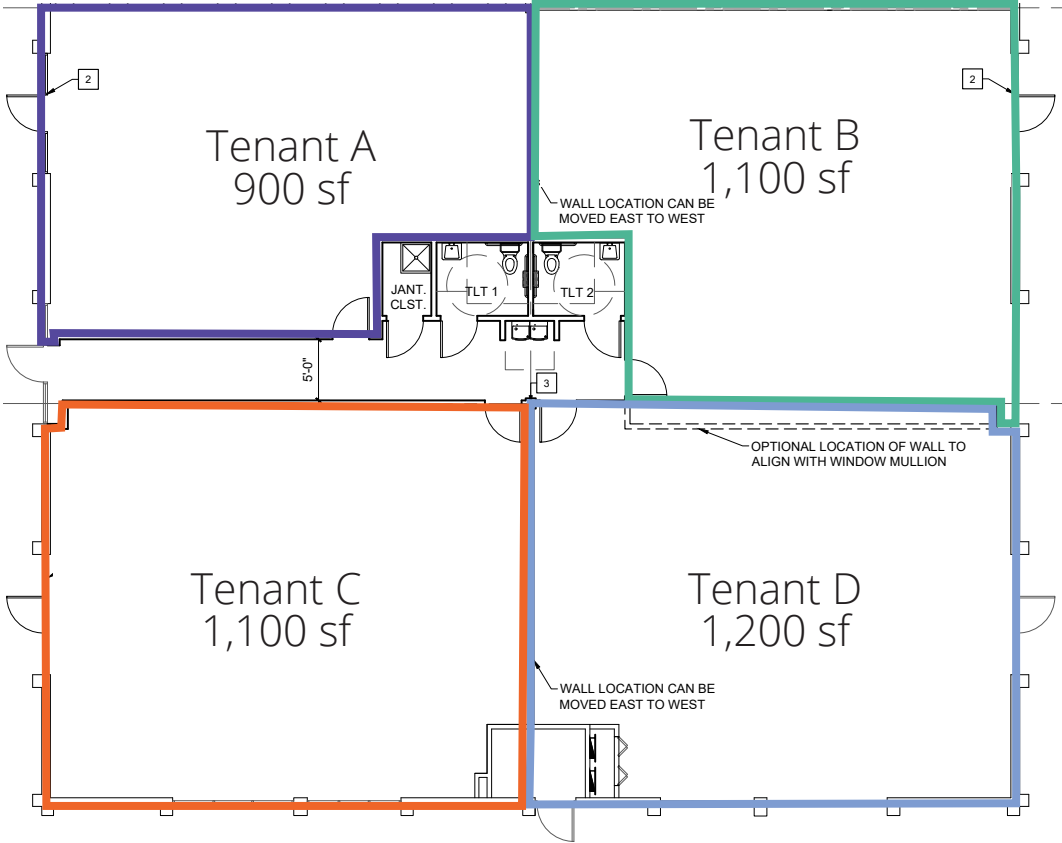 2
2
Tenant A
900 sf
Tenant B
1,100 sf
WALL LOCATION CAN BE
MOVED EAST TO WEST
JANT.
CLST.
TLT 1
TLT 2
5'-0"
3
OPTIONAL LOCATION OF WALL TO
ALIGN WITH WINDOW MULLION
Tenant C
1,100 sf
Tenant D
1,200 sf
WALL LOCATION CAN BE
MOVED EAST TO WEST